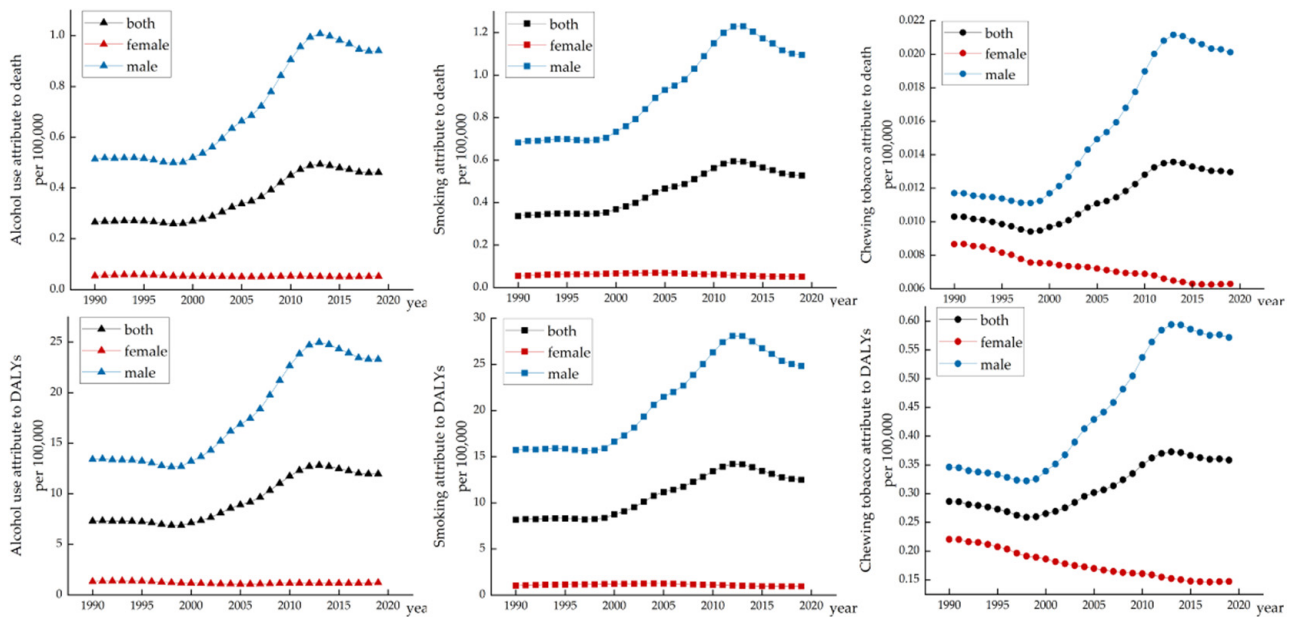 Alcohol use attribute to death
per 100,000
both
female
male
1.0
0.8
0.6
0.4
0.2
0.0
1990 1995 2000 2005 2010 2015 2020 year
Smoking attribute to death
per 100,000
both
female
male
1.2
1.0
0.8
0.6
0.4
0.2
0.0
1990 1995 2000 2005 2010 2015 2020 year
Chewing tobacco attribute to death
per 100,000
both
female
male
0.022
0.020
0.018
0.016
0.014
0.012
0.010
0.008
0.006
1990 1995 2000 2005 2010 2015 2020 year
Alcohol use attribute to DALYs
per 100,000
both
female
male
25
20
15
10
5
0
1990 1995 2000 2005 2010 2015 2020 year
Smoking attribute to DALYs
per 100,000
both
female
male
30
25
20
15
10
5
0
1990 1995 2000 2005 2010 2015 2020 year
Chewing tobacco attribute to DALYs
per 100,000
both
female
male
0.60
0.55
0.50
0.45
0.40
0.35
0.30
0.25
0.20
0.15
1990 1995 2000 2005 2010 2015 2020 year